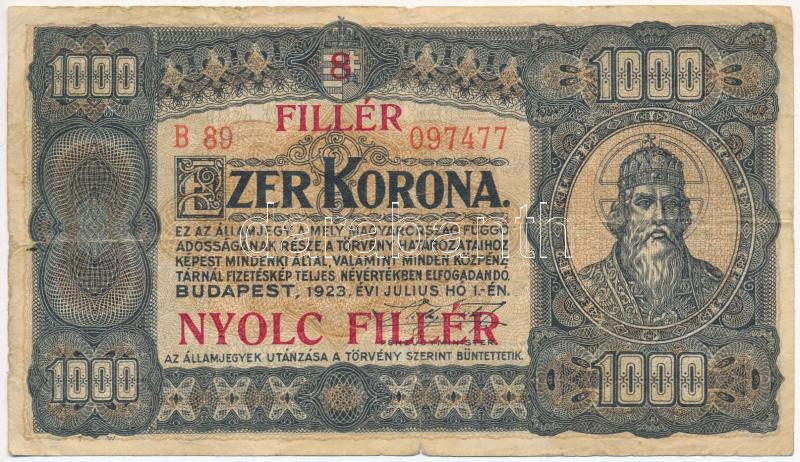 1000
8
1000
FILLÉR
B 89 097477
EZER KORONA.
EZ AZ ÁLLAMJEGY A MELY MAGYARORSZÁG FÜGGŐ
ADÓSSÁGÁNAK RÉSZE, A TÖRVÉNY HATÁROZATAIHOZ
KÉPEST MINDENKI ÁLTAL, VALAMINT MINDEN KÖZPÉNZ
TÁRNÁL FIZETÉSKÉP TELJES NÉVÉRTÉKBEN ELFOGADANDÓ.
BUDAPEST, 1923. ÉVI JULIUS HÓ 1.-ÉN.
NYOLC FILLÉR
AZ ÁLLAMJEGYEK UTÁNZÁSA A TÖRVÉNY SZERINT BÜNTETTETIK.
1000
1000